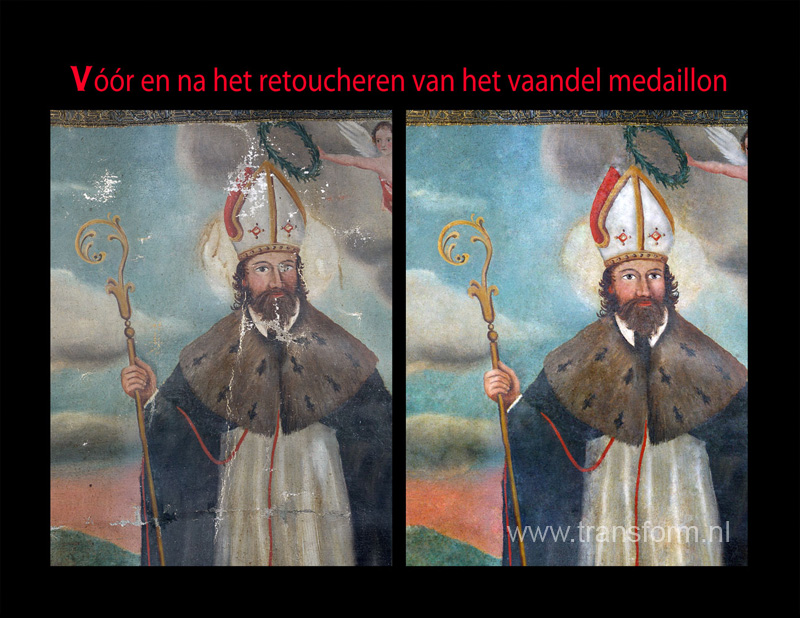 Vóór en na het retoucheren van het vaandel medaillon
www.transform.nl